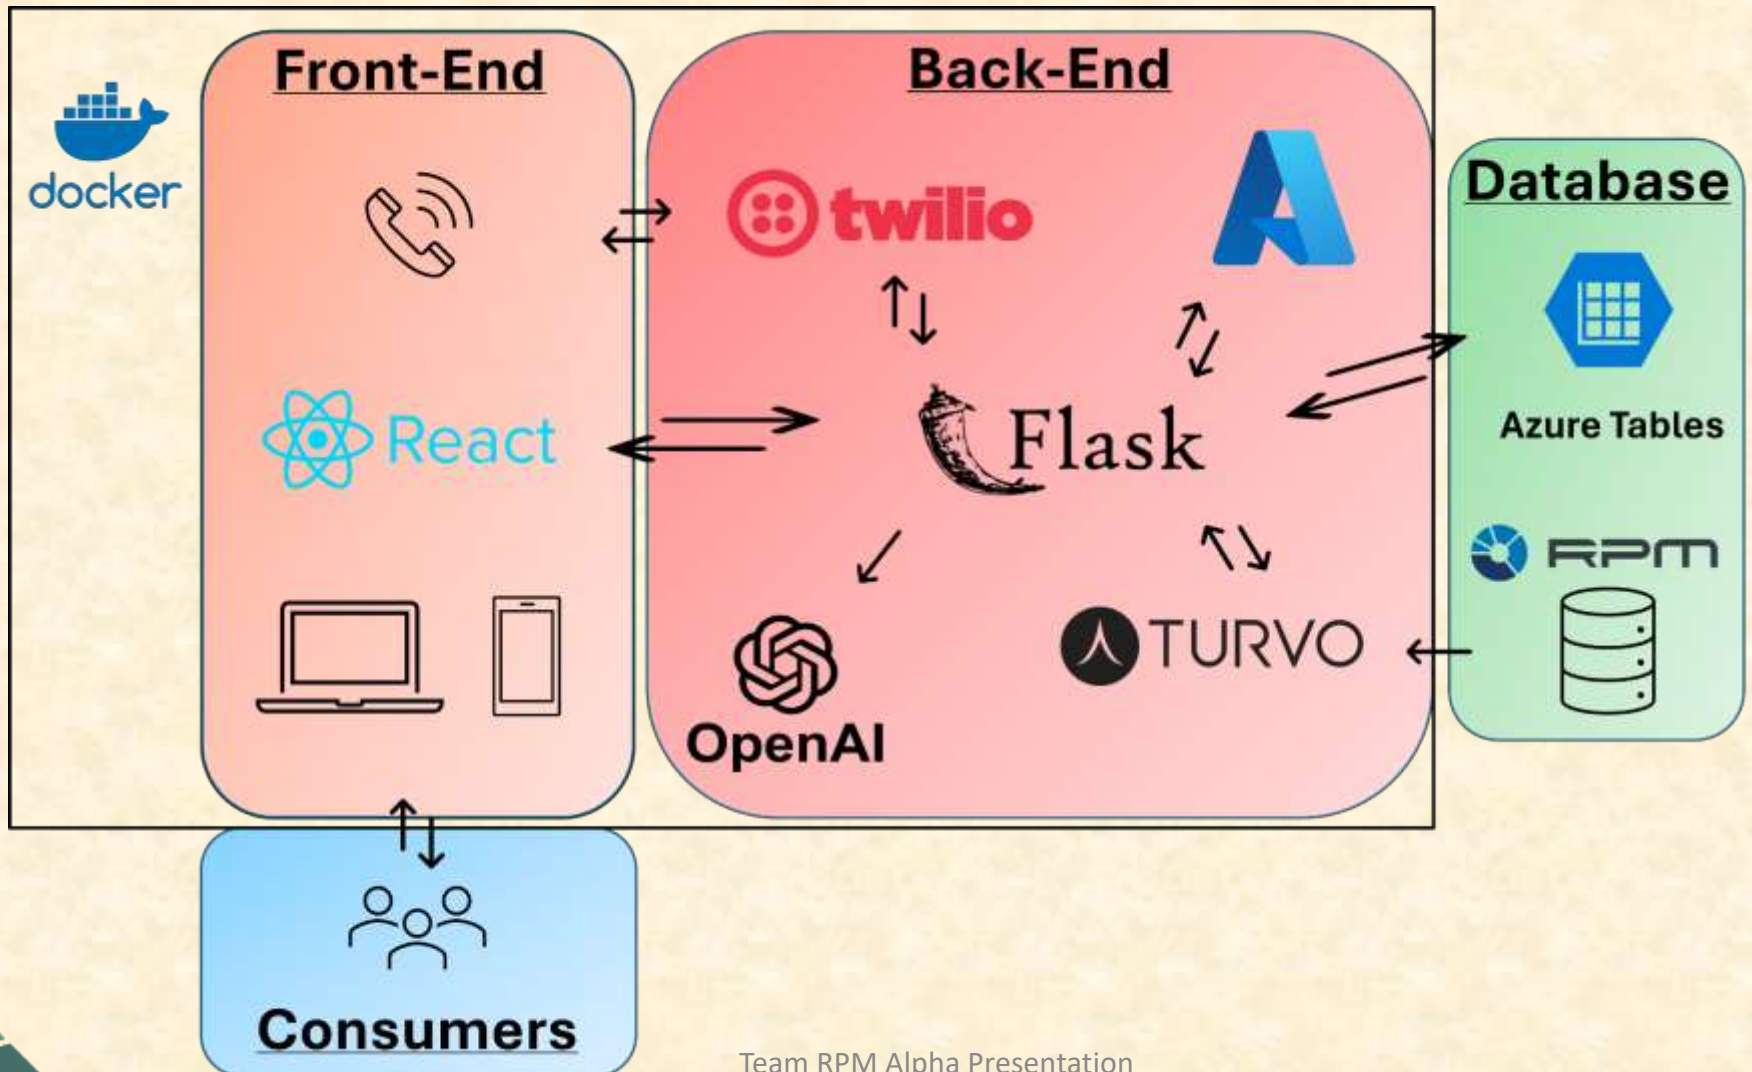 Front-End
Back-End
docker
twilio
Database
Azure Tables
React
Flask
RPM
TURVO
OpenAI
Consumers
Team RPM Alpha Presentation